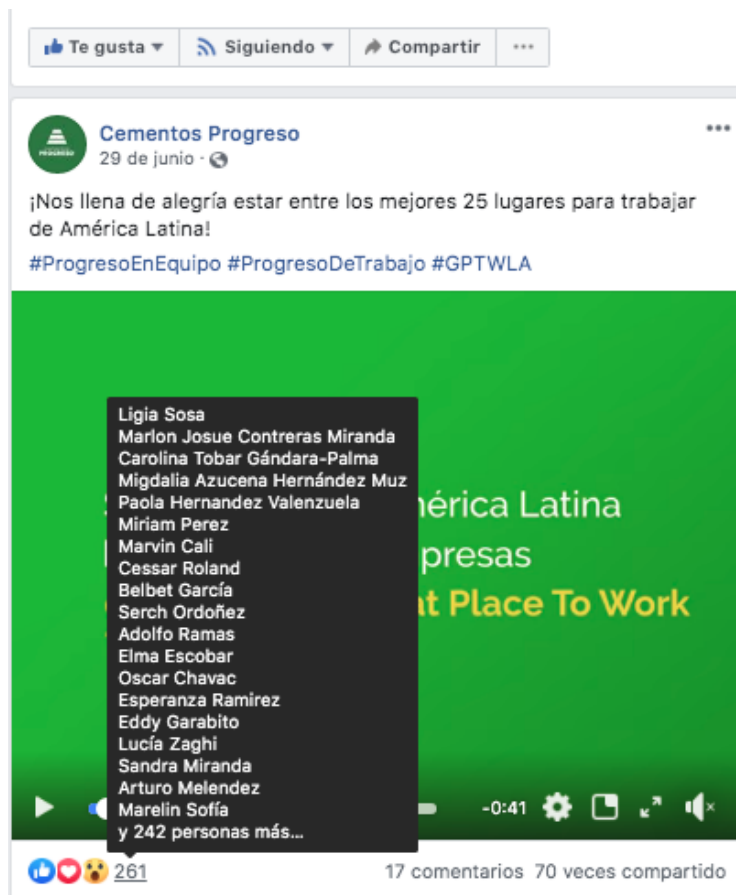 Te gusta Siguiendo Compartir ...
Cementos Progreso
29 de junio ·
¡Nos llena de alegría estar entre los mejores 25 lugares para trabajar
de América Latina!
#ProgresoEnEquipo #ProgresoDeTrabajo #GPTWLA
PROGRESO
Ligia Sosa
Marlon Josue Contreras Miranda
Carolina Tobar Gándara-Palma
Migdalia Azucena Hernández Muz
Paola Hernandez Valenzuela
Miriam Perez
Marvin Cali
Cessar Roland
Belbet García
Serch Ordoñez
Adolfo Ramas
Elma Escobar
Oscar Chavac
Esperanza Ramirez
Eddy Garabito
Lucía Zaghi
Sandra Miranda
Arturo Melendez
Marelin Sofía
y 242 personas más...
érica Latina
presas
at Place To Work
-0:41
261
17 comentarios 70 veces compartido